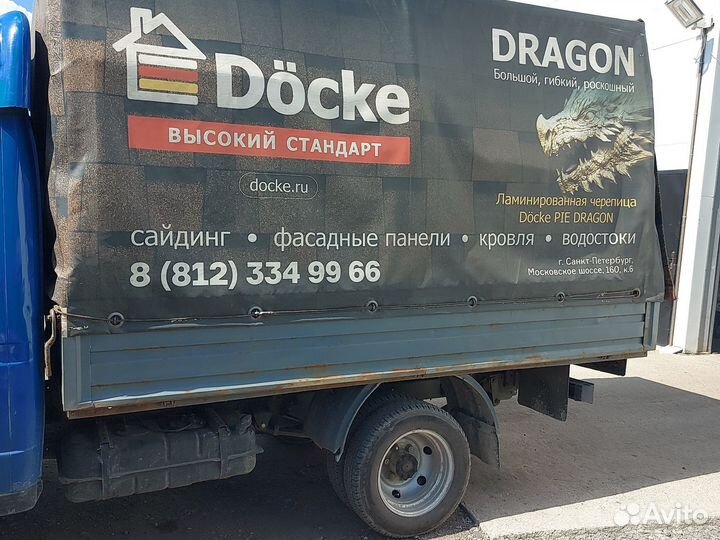 Döcke
ВЫСОКИЙ СТАНДАРТ
docke.ru
DRAGON
Большой, гибкий, роскошный
Ламинированная черепица
Döcke PIE DRAGON
сайдинг • фасадные панели • кровля • водостоки
8 (812) 334 99 66
г. Санкт-Петербург,
Московское шоссе, 160, к.6
Avito